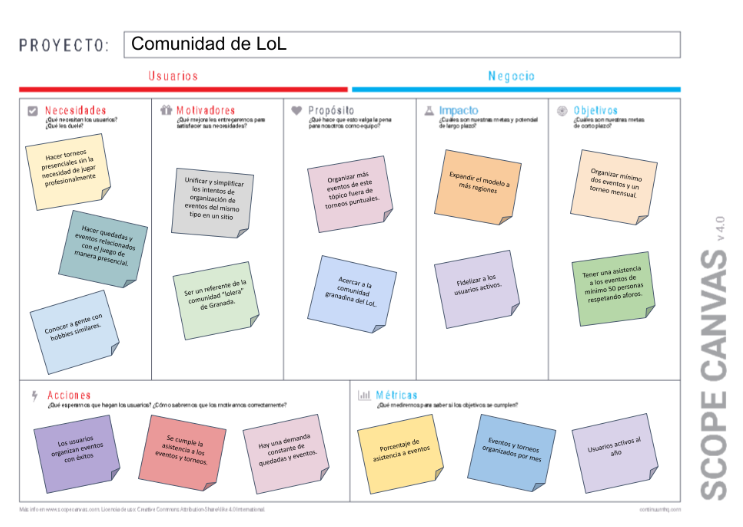 PROYECTO: Comunidad de LoL
Usuarios
Negocio
Necesidades
¿Qué necesitan los usuarios?
¿Qué les duele?
Hacer torneos
presenciales sin la
necesidad de jugar
profesionalmente
Hacer quedadas y
eventos relacionados
con el juego de
manera presencial.
Conocer a gente con
hobbies similares.
Motivadores
¿Qué mejoras les entregaremos para
satisfacer sus necesidades?
Unificar y simplificar
los intentos de
organización de
eventos del mismo
tipo en un sitio
Ser un referente de la
comunidad "lolera"
de Granada.
Propósito
¿Qué hace que esto valga la pena
para nosotros como equipo?
Organizar más
eventos de este
tópico fuera de
torneos puntuales.
Acercar a la
comunidad
granadina del LoL.
Impacto
¿Cuáles son nuestras metas y potencial
de largo plazo?
Expandir el modelo a
más regiones
Fidelizar a los
usuarios activos.
Objetivos
¿Cuáles son nuestras metas
de corto plazo?
Organizar mínimo
dos eventos y un
torneo mensual.
Tener una asistencia
a los eventos de
mínimo 50 personas
respetando aforos.
Acciones
¿Qué esperamos que hagan los usuarios? ¿Cómo sabremos que los motivamos correctamente?
Los usuarios
organizan eventos
con éxitos
Se cumple la
asistencia a los
eventos y torneos.
Hay una demanda
constante de
quedadas y eventos.
Métricas
¿Qué mediremos para saber si los objetivos se cumplen?
Porcentaje de
asistencia a eventos
Eventos y torneos
organizados por mes
Usuarios activos al
año
Más info en www.scopecanvas.com. Licencia de uso Creative Commons Attribution-ShareAlike 4.0 International.
continuum hq.com
SCOPE CANVAS v 4.0